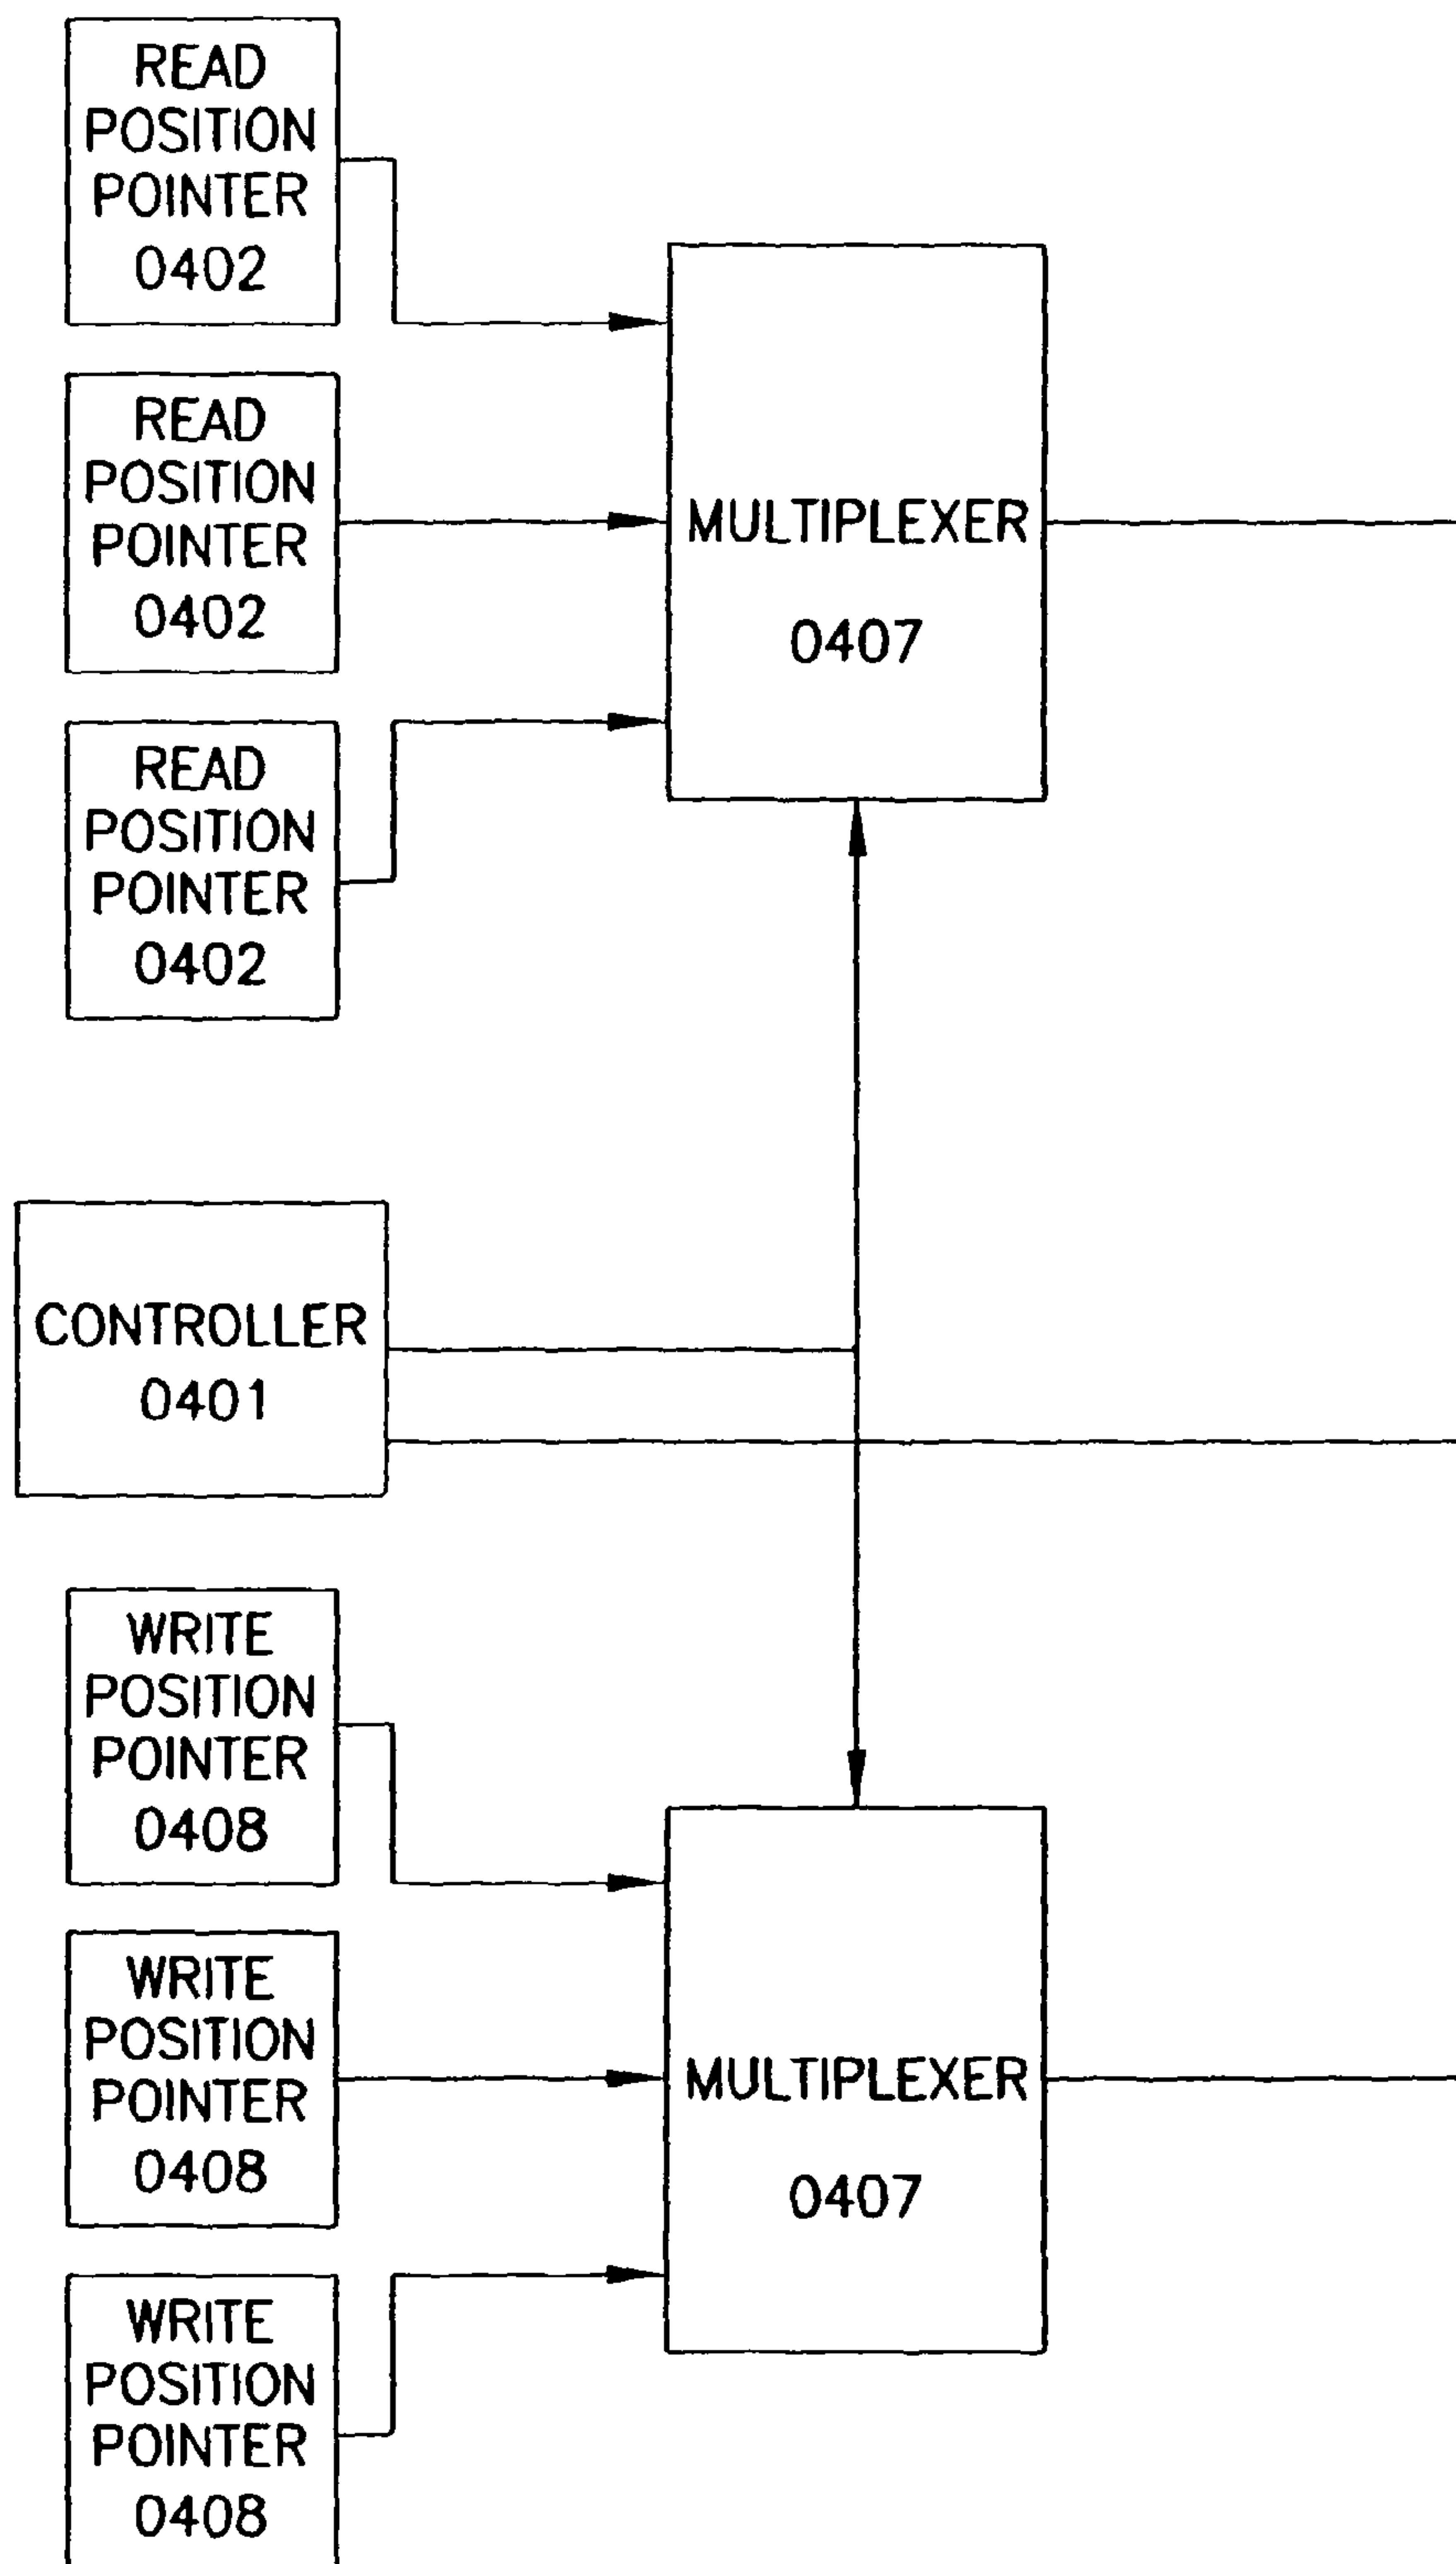 READ
POSITION
POINTER
0402
READ
POSITION
POINTER
0402
MULTIPLEXER
0407
READ
POSITION
POINTER
0402
CONTROLLER
0401
WRITE
POSITION
POINTER
0408
WRITE
POSITION
POINTER
0408
MULTIPLEXER
0407
WRITE
POSITION
POINTER
0408